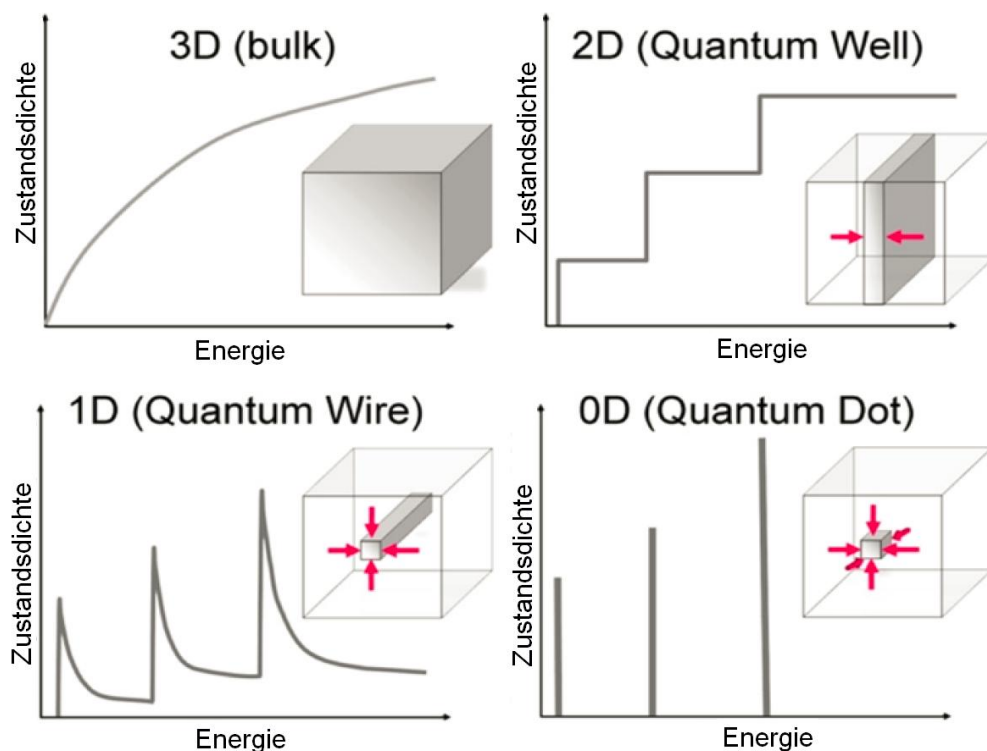 3D (bulk)
Zustandsdichte
Energie
2D (Quantum Well)
Zustandsdichte
Energie
1D (Quantum Wire)
Zustandsdichte
Energie
0D (Quantum Dot)
Zustandsdichte
Energie